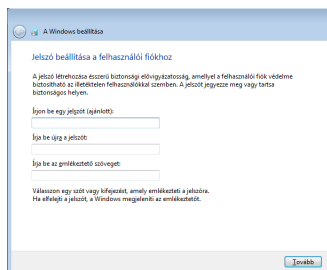 A Windows beállítása
Jelszó beállítása a felhasználói fiókhoz
A jelszó létrehozása ésszerű biztonsági elővigyázatosság, amellyel a felhasználói fiók védelme
biztosítható az illetéktelen felhasználókkal szemben. A jelszót jegyezze meg vagy tartsa
biztonságos helyen.
Írjon be egy jelszót (ajánlott):
Írja be újra a jelszót:
Írja be az emlékeztető szöveget:
Válasszon egy szót vagy kifejezést, amely emlékezteti a jelszóra.
Ha elfelejti a jelszót, a Windows megjeleníti az emlékeztetőt.
Tovább